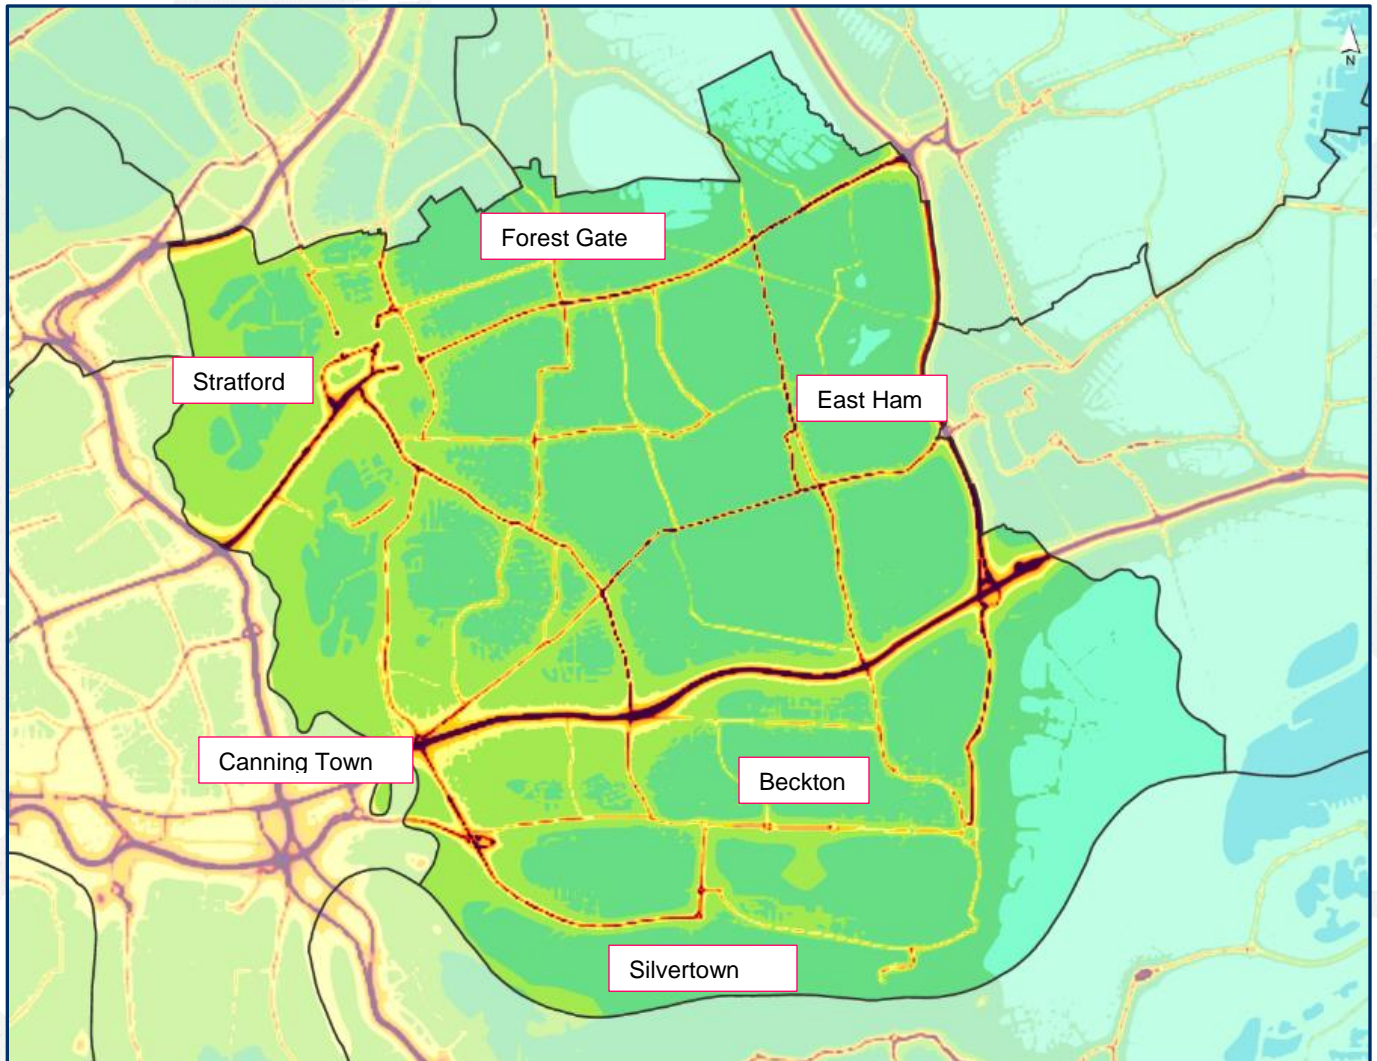 N
Forest Gate
Stratford
East Ham
Canning Town
Beckton
Silvertown